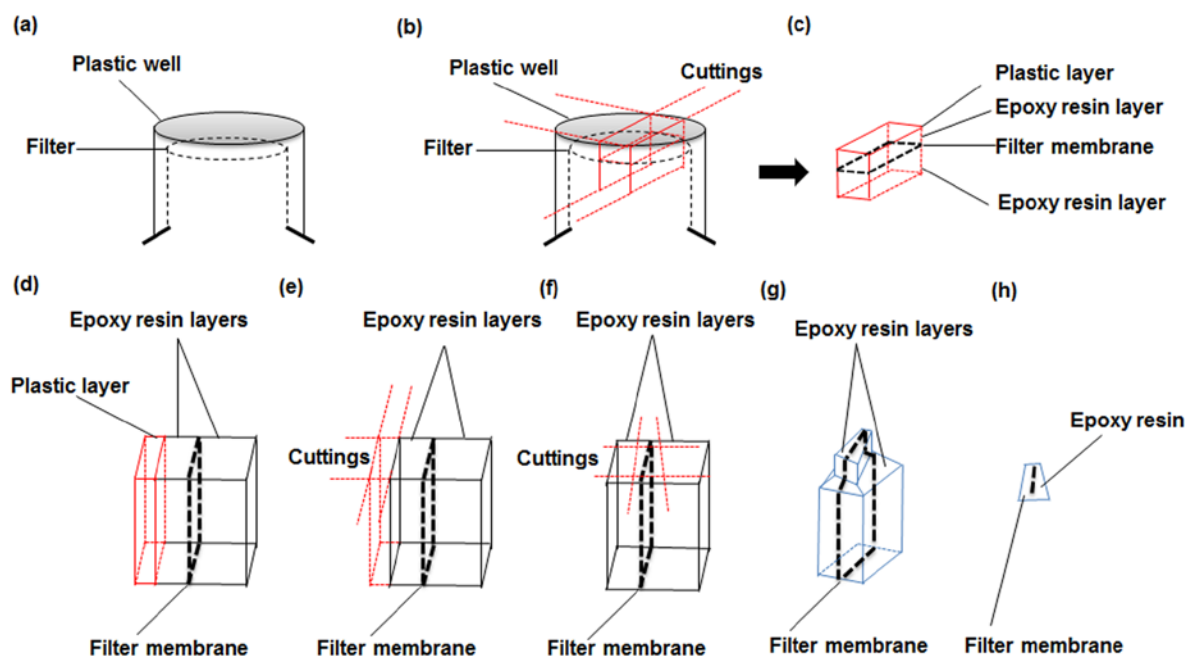 (a)
Plastic well
Filter
(b)
Plastic well
Cuttings
Filter
(c)
Plastic layer
Epoxy resin layer
Filter membrane
Epoxy resin layer
(d)
Epoxy resin layers
Plastic layer
Filter membrane
(e)
Epoxy resin layers
Cuttings
Filter membrane
(f)
Epoxy resin layers
Cuttings
Filter membrane
(g)
Epoxy resin layers
Filter membrane
(h)
Epoxy resin
Filter membrane